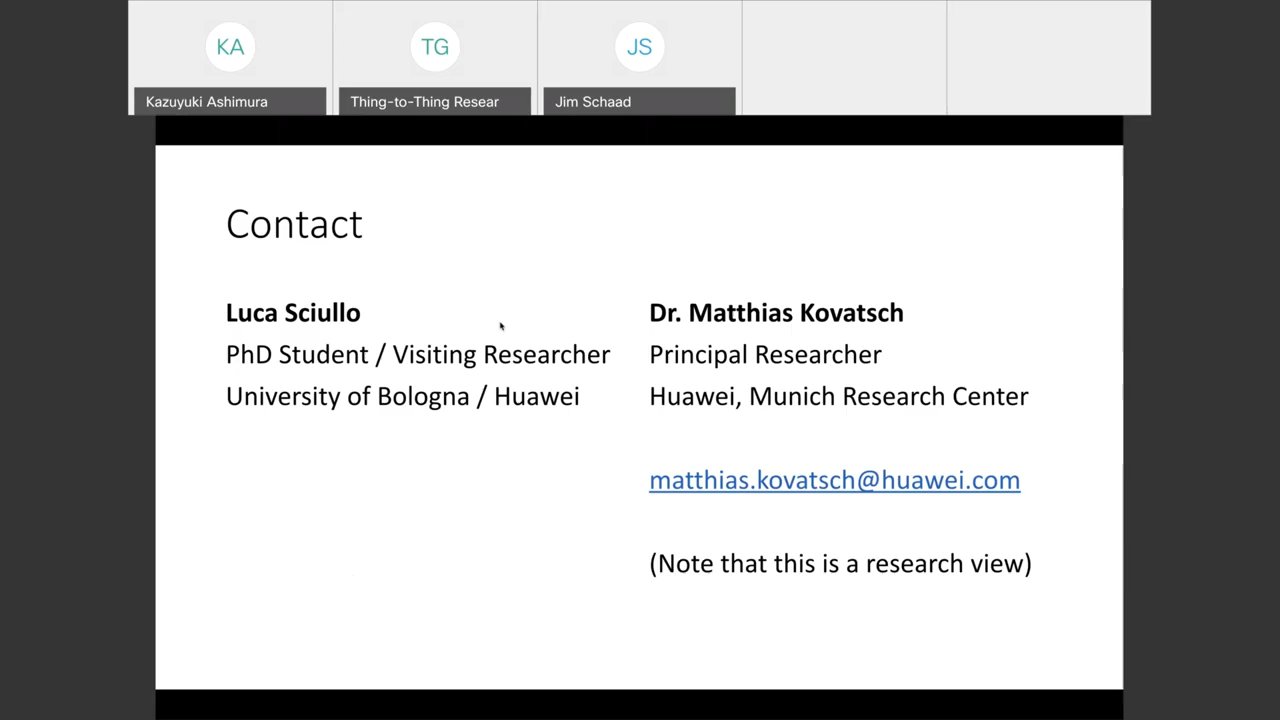 KA
TG
JS
Kazuyuki Ashimura
Thing-to-Thing Resear
Jim Schaad
Contact
Luca Sciullo
PhD Student / Visiting Researcher
University of Bologna / Huawei
Dr. Matthias Kovatsch
Principal Researcher
Huawei, Munich Research Center
matthias.kovatsch@huawei.com
(Note that this is a research view)